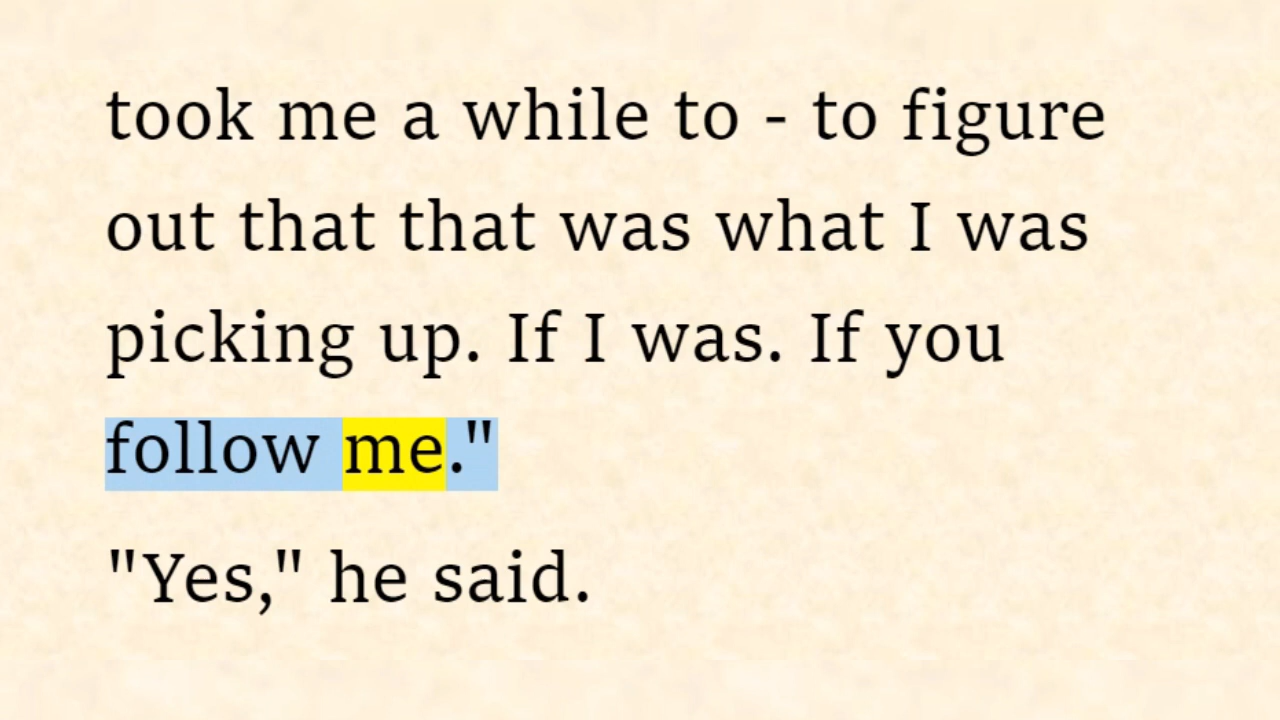 took me a while to - to figure
out that that was what I was
picking up. If I was. If you
follow me."
"Yes," he said.